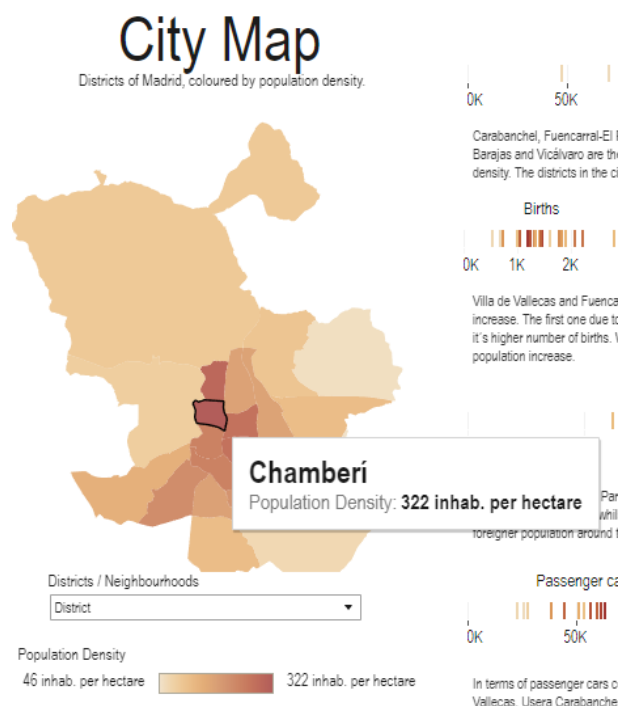 City Map
Districts of Madrid, coloured by population density.
0K 50K
Carabanchel, Fuencarral-El
Barajas and Vicálvaro are the
density. The districts in the ci
Births
0K 1K 2K
Villa de Vallecas and Fuenca
increase. The first one due to
it´s higher number of births. W
population increase.
Chamberí
Population Density: 322 inhab. per hectare
Par
whil
foreigner population around t
Districts / Neighbourhoods
District
Passenger ca
0K 50K
Population Density
46 inhab. per hectare 322 inhab. per hectare
In terms of passenger cars c
Vallecas, Usera Carabanche